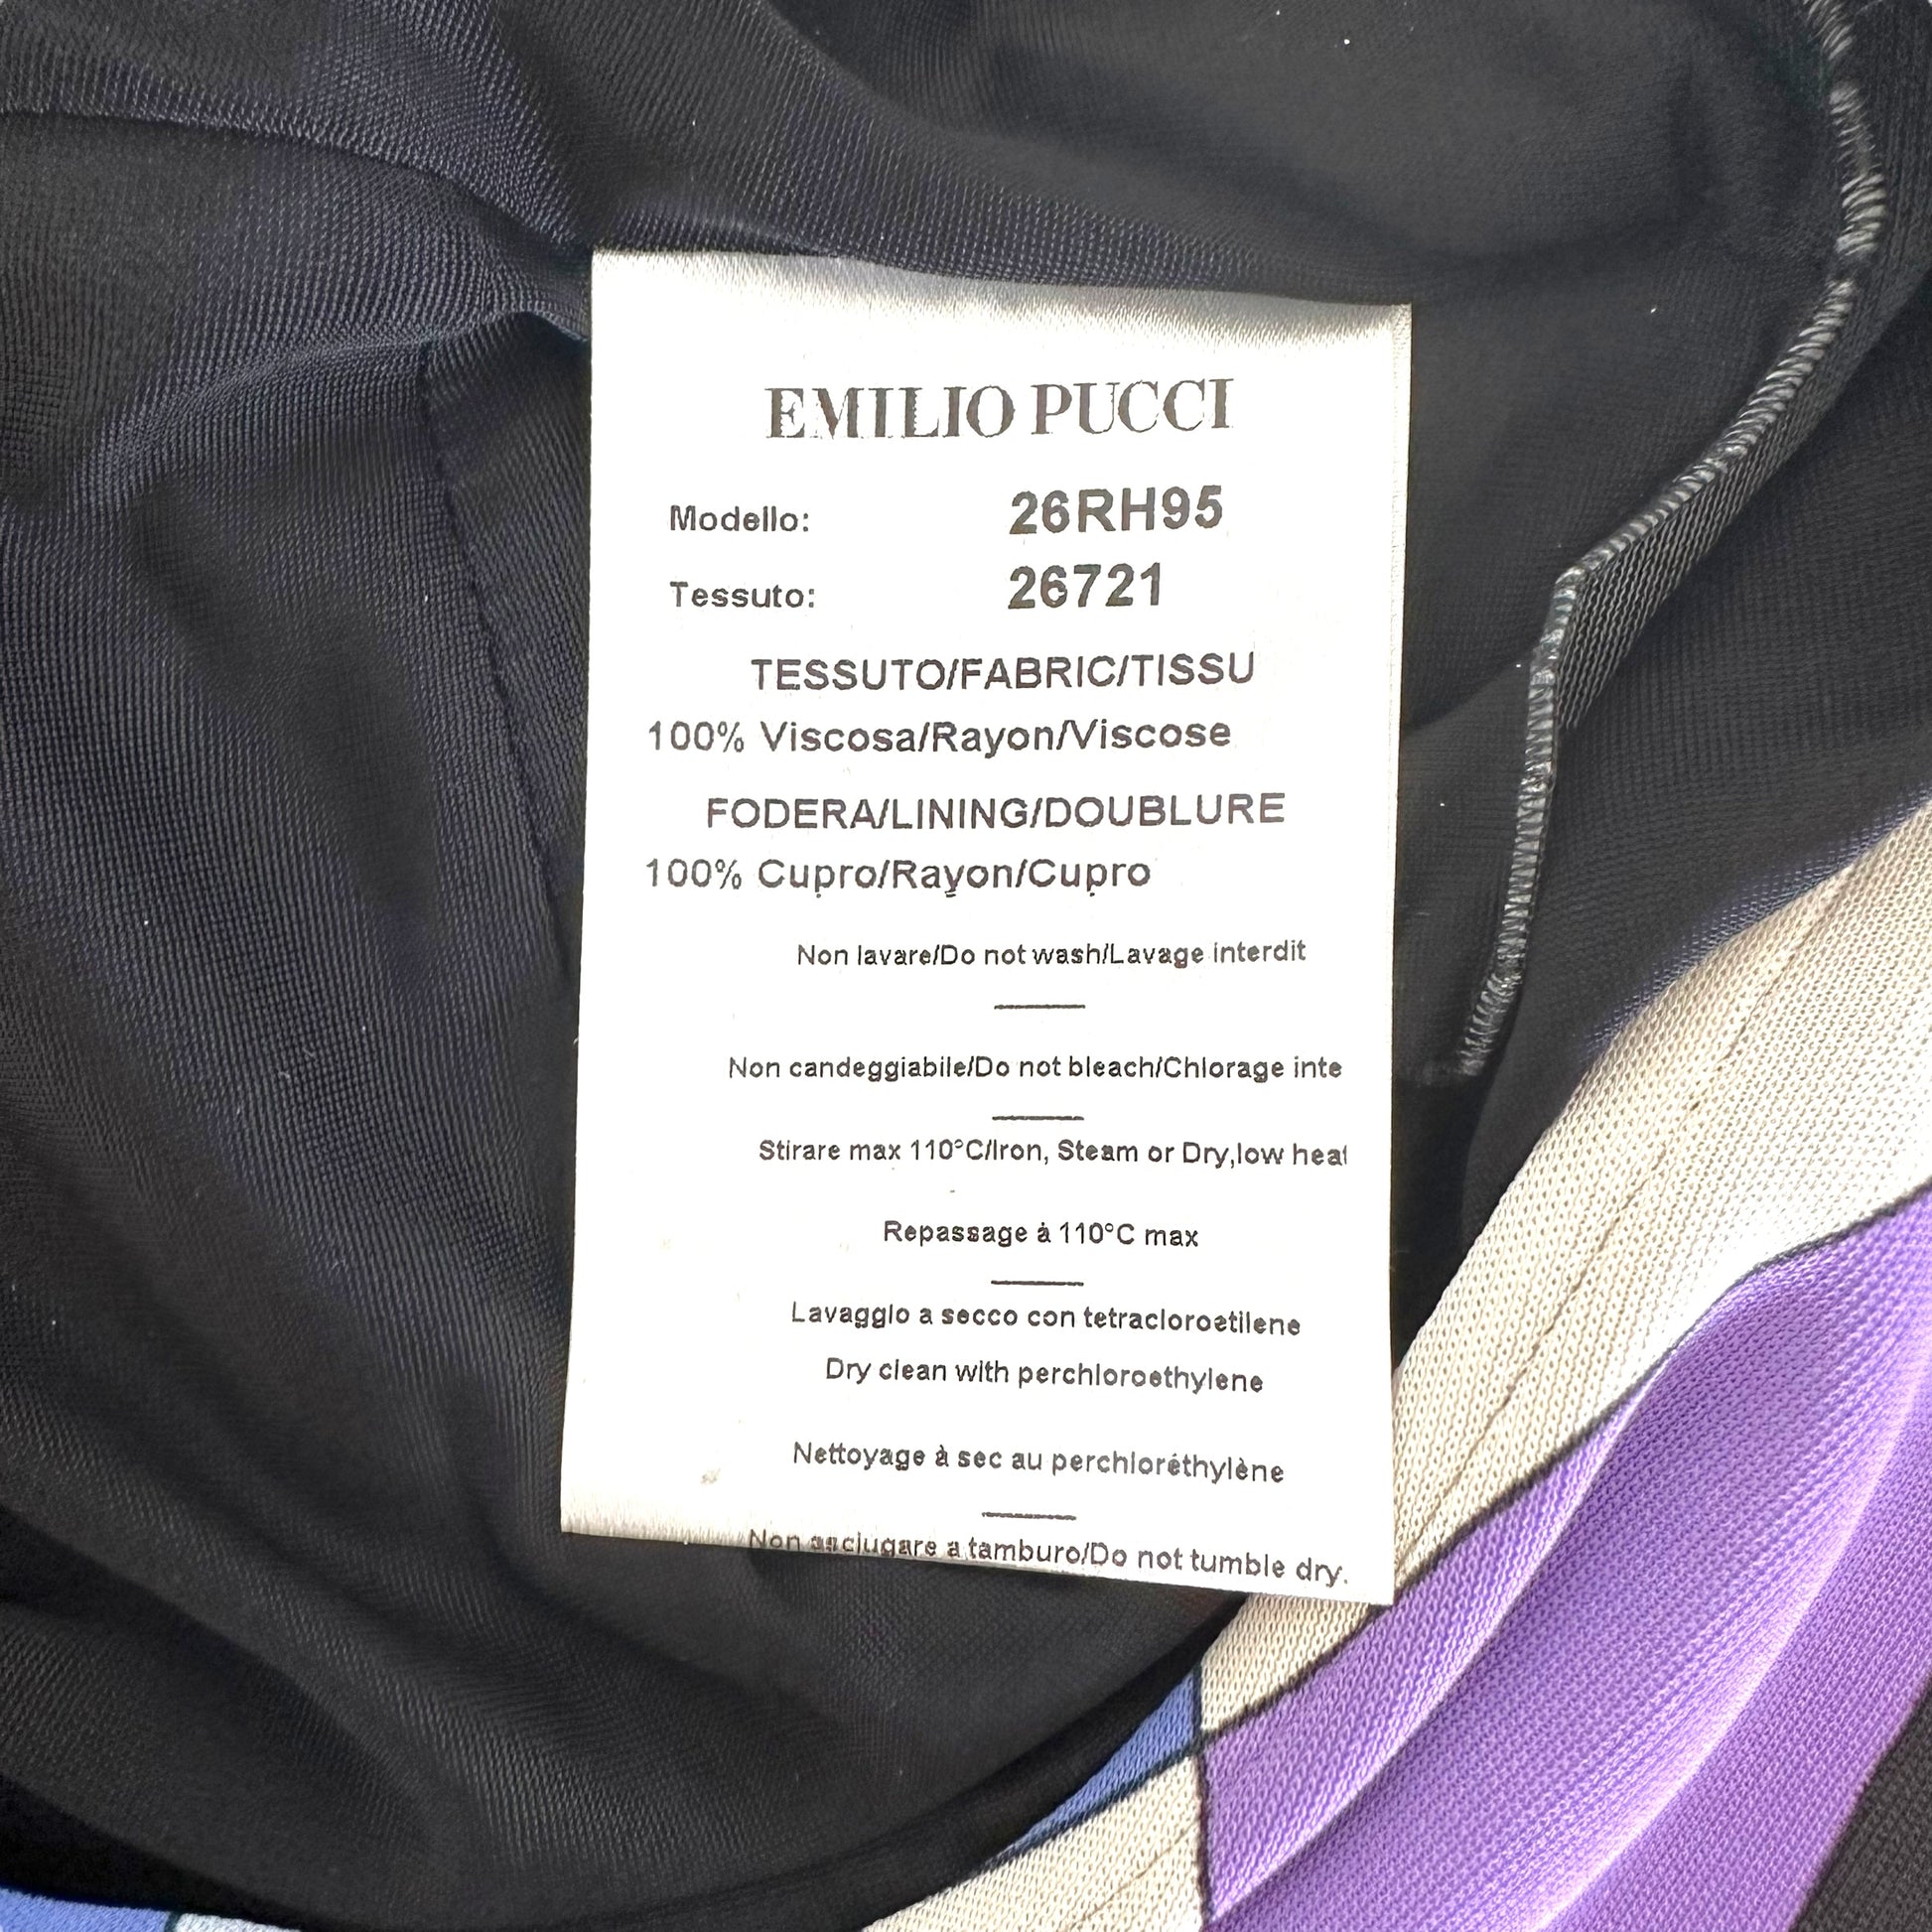 EMILIO PUCCI
Modello: 26RH95
Tessuto: 26721
TESSUTO/FABRIC/TISSU
100% Viscosa/Rayon/Viscose
FODERA/LINING/DOUBLURE
100% Cupro/Rayon/Cupro
Non lavare/Do not wash/Lavage interdit
Non candeggiabile/Do not bleach/Chlorage inte
Stirare max 110°C/Iron, Steam or Dry,low heat
Repassage à 110°C max
Lavaggio a secco con tetracloroetilene
Dry clean with perchloroethylene
Nettoyage à sec au perchloréthylène
Non asciugare a tamburo/Do not tumble dry.